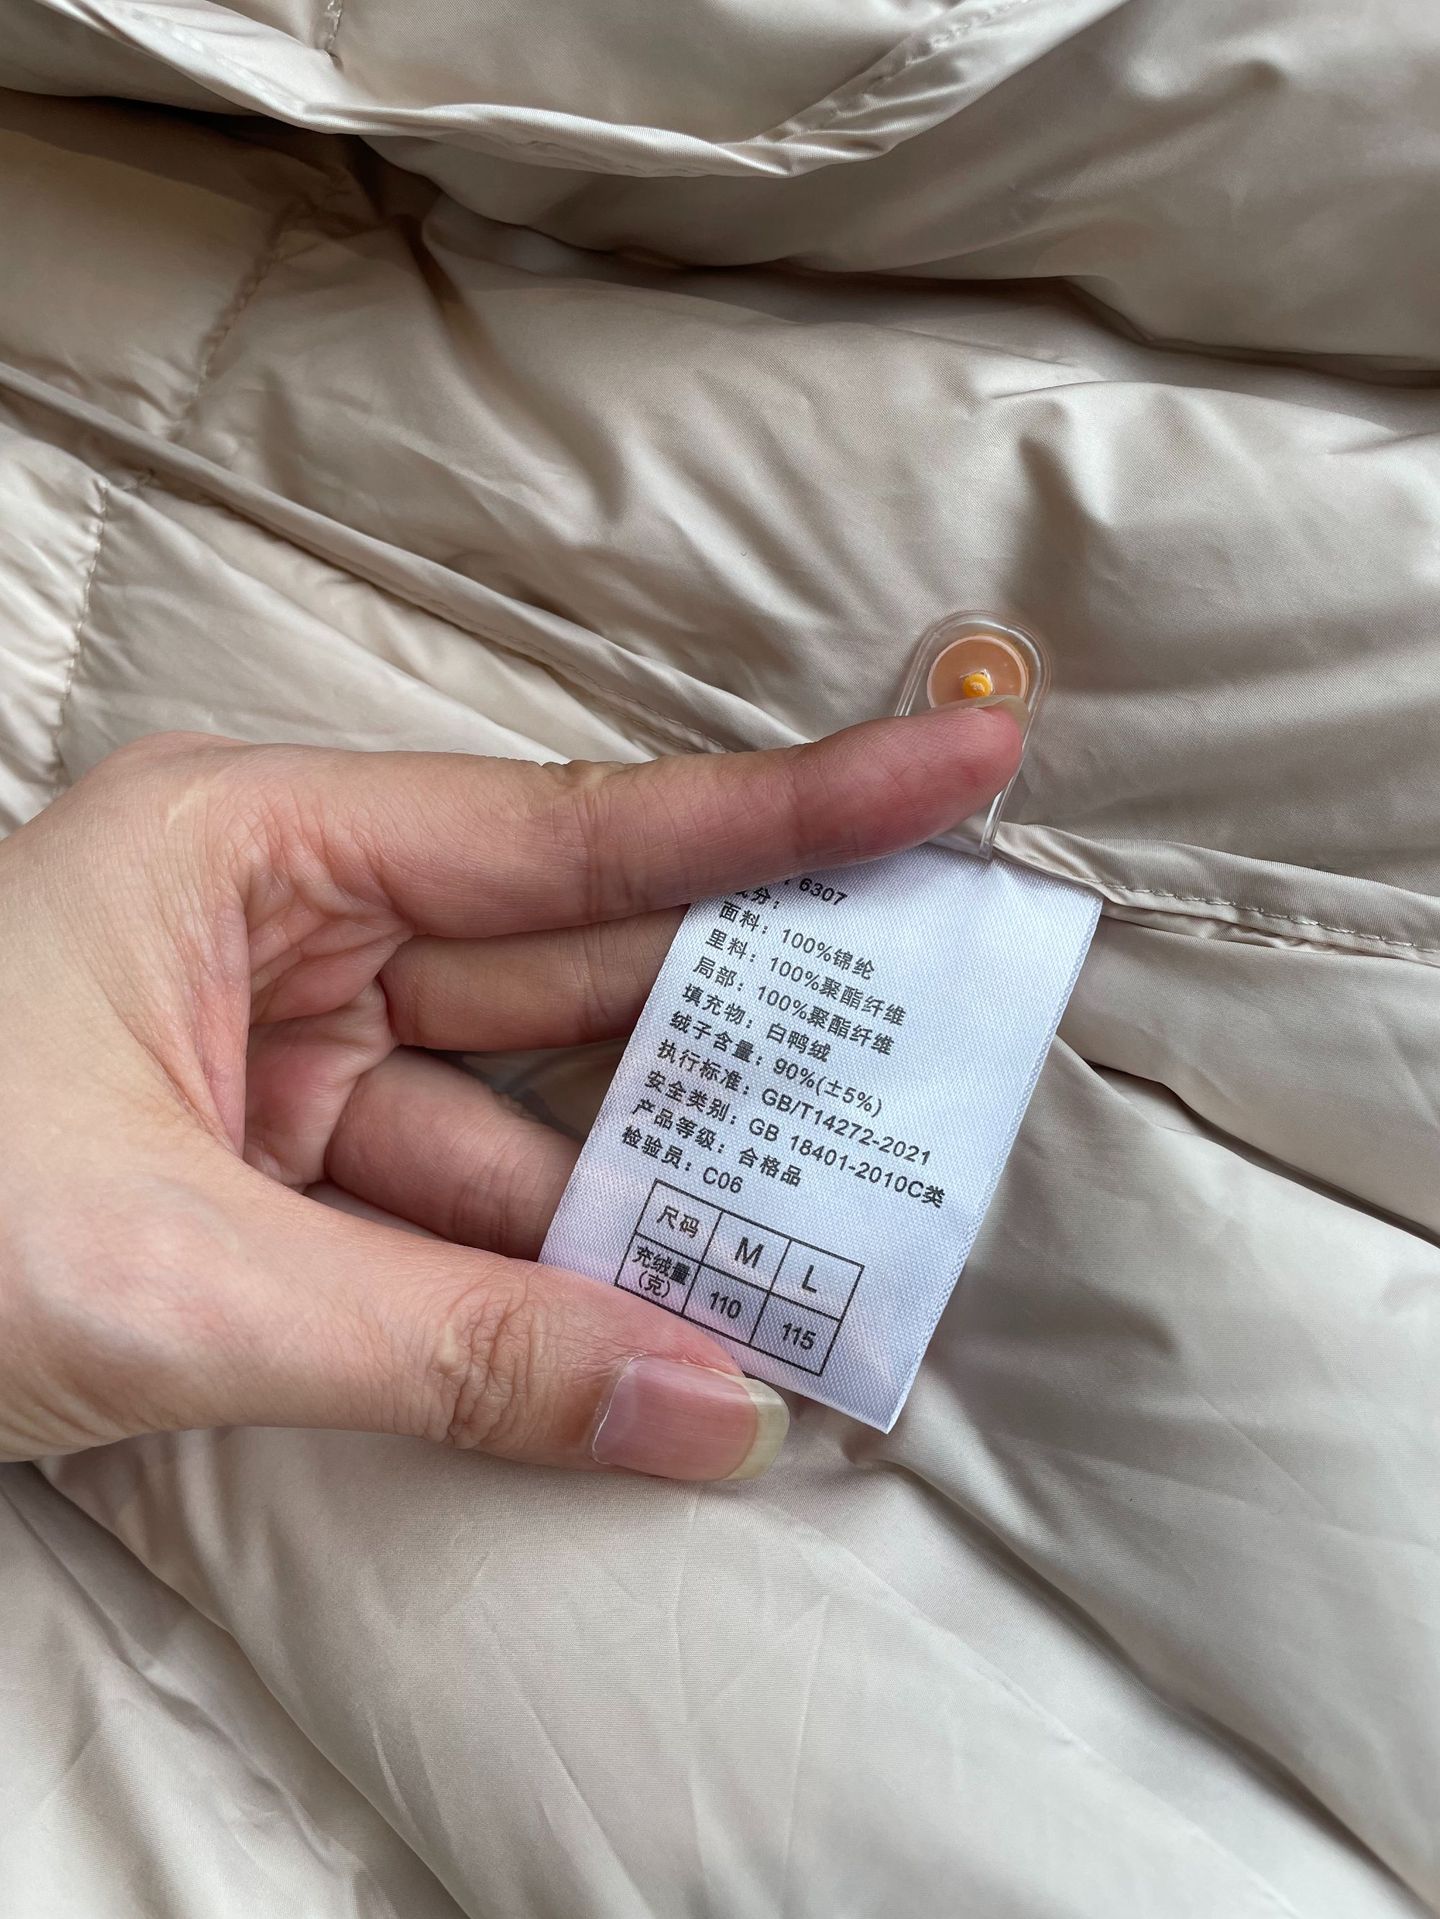 6307
成分：
面料：100%锦纶
里料：100%聚酯纤维
局部：100%聚酯纤维
填充物：白鸭绒
绒子含量：90%(±5%)
执行标准：GB/T14272-2021
安全类别：GB 18401-2010C类
产品等级：合格品
检验员：C06
尺码 M L
充绒量(克) 110 115